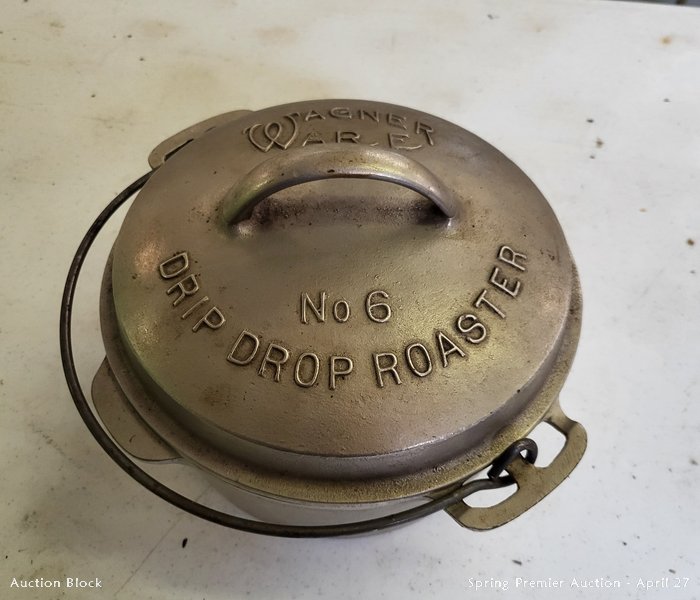 WAGNER
WARE
No 6
DRIP DROP ROASTER
Auction Block
Spring Premier Auction - April 27